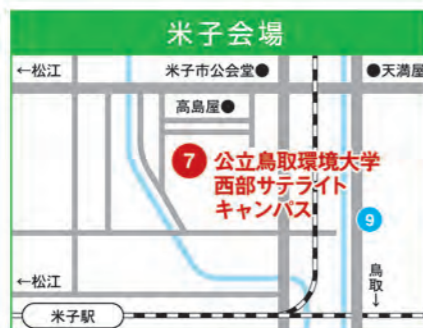 米子会場
←松江
米子市公会堂●
●天満屋
高島屋●
7 公立鳥取環境大学
西部サテライト
キャンパス
9
←松江
鳥取↓
米子駅